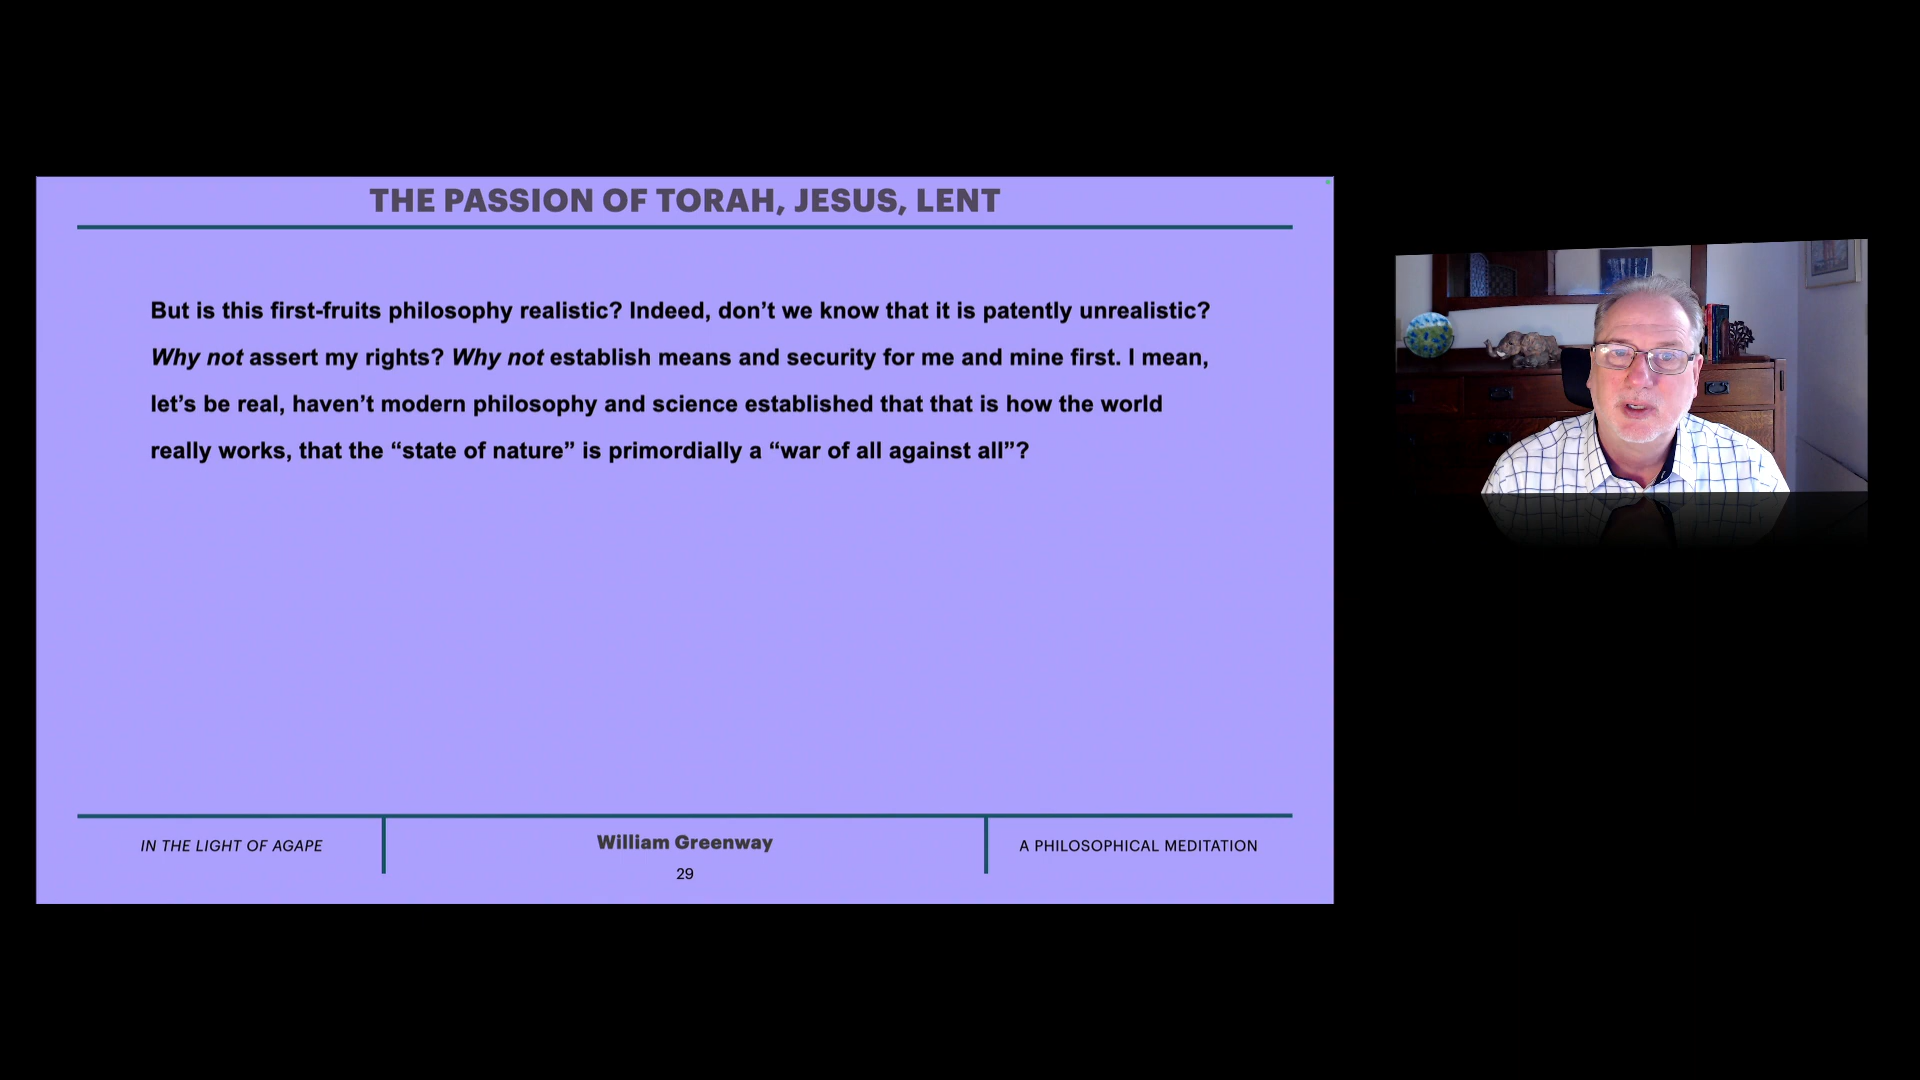 THE PASSION OF TORAH, JESUS, LENT
But is this first-fruits philosophy realistic? Indeed, don’t we know that it is patently unrealistic?
Why not assert my rights? Why not establish means and security for me and mine first. I mean,
let’s be real, haven’t modern philosophy and science established that that is how the world
really works, that the “state of nature” is primordially a “war of all against all”?
IN THE LIGHT OF AGAPE
William Greenway
29
A PHILOSOPHICAL MEDITATION